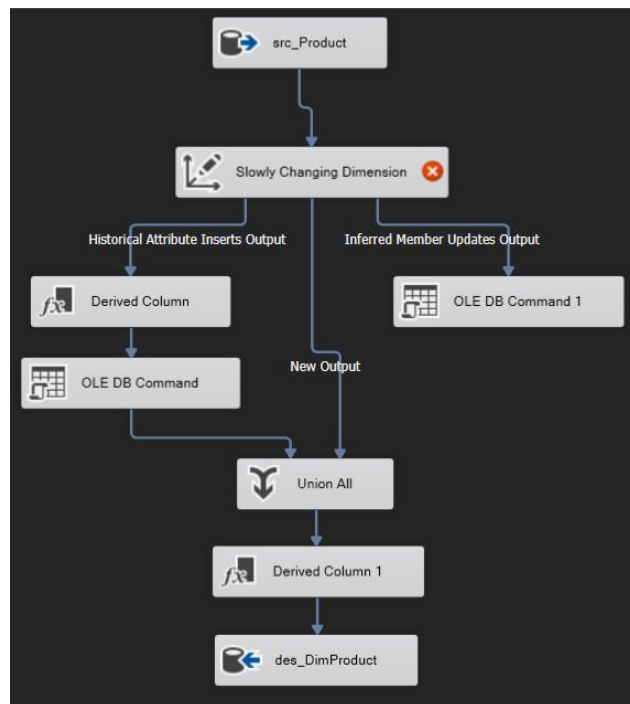 src_Product
Slowly Changing Dimension
Historical Attribute Inserts Output
Inferred Member Updates Output
Derived Column
OLE DB Command 1
OLE DB Command
New Output
Union All
Derived Column 1
des_DimProduct